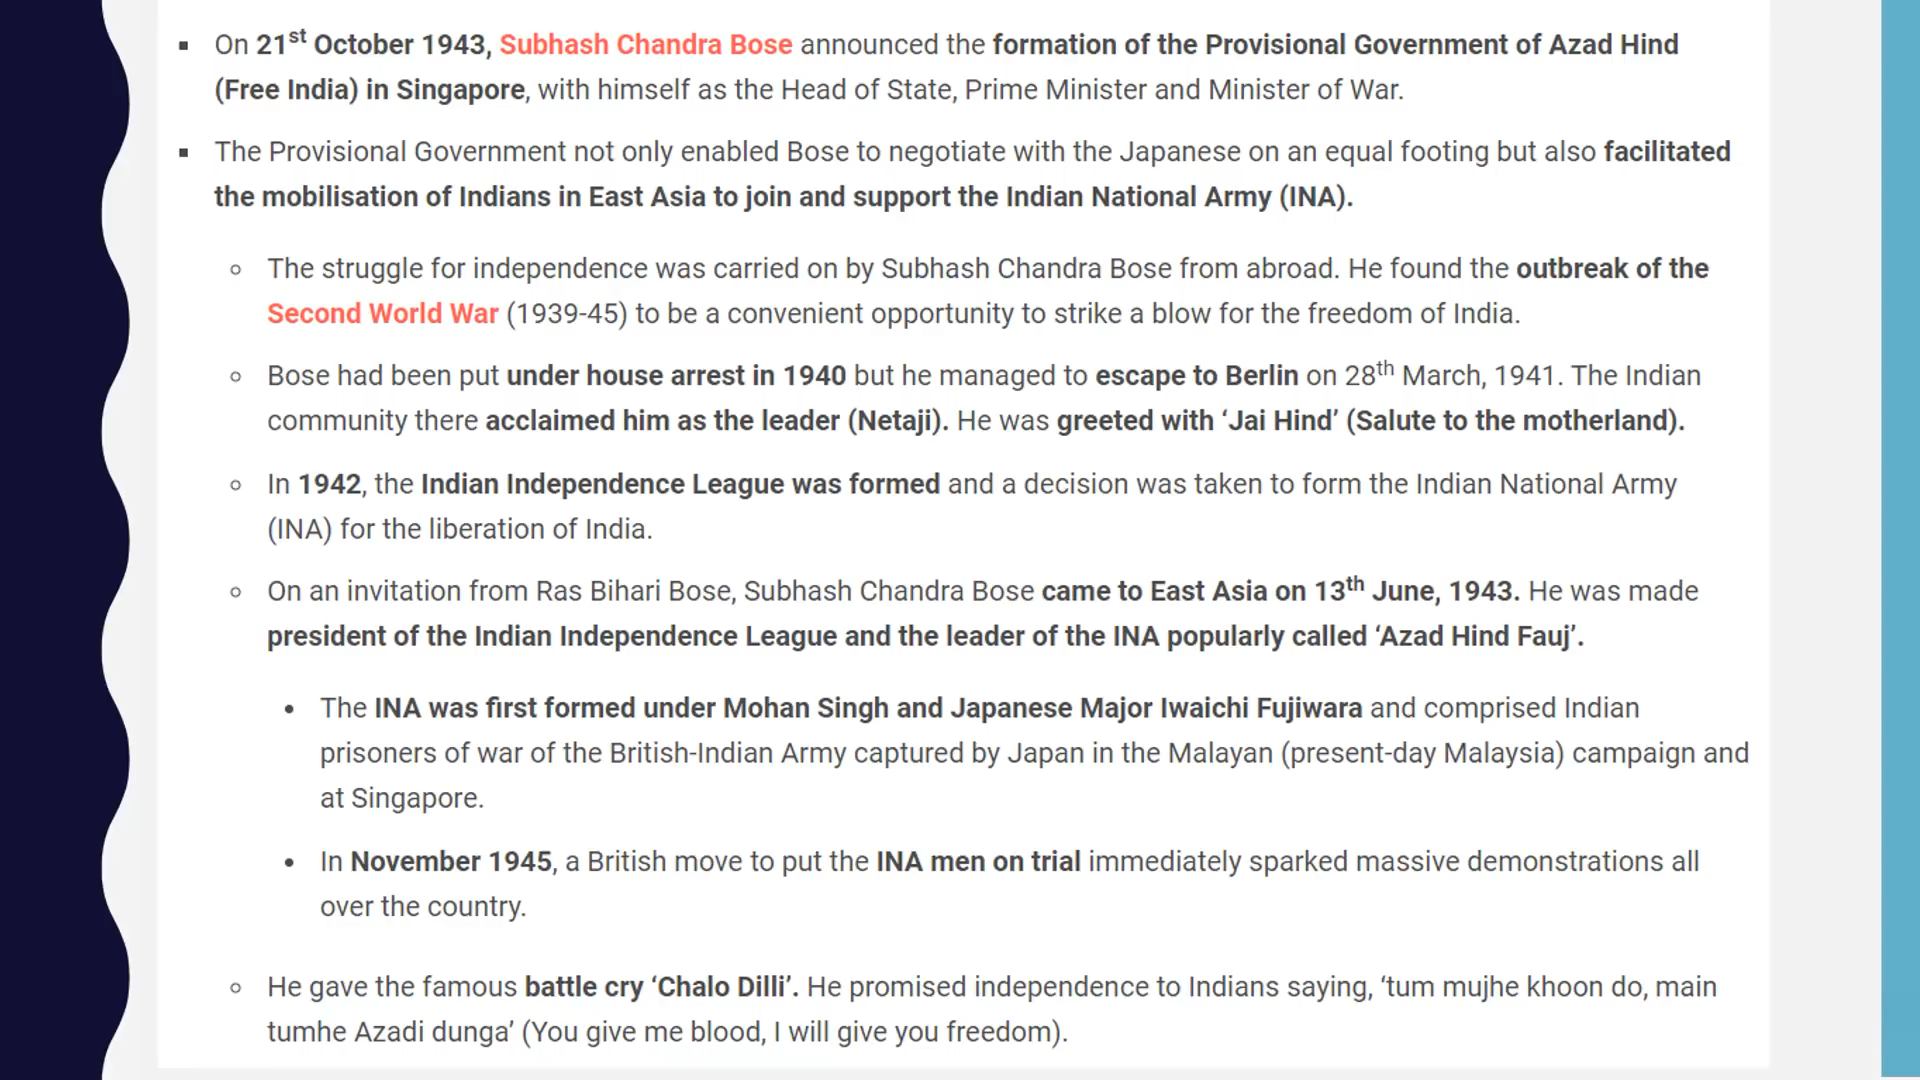 ▪ On 21st October 1943, Subhash Chandra Bose announced the formation of the Provisional Government of Azad Hind
(Free India) in Singapore, with himself as the Head of State, Prime Minister and Minister of War.
▪ The Provisional Government not only enabled Bose to negotiate with the Japanese on an equal footing but also facilitated
the mobilisation of Indians in East Asia to join and support the Indian National Army (INA).
○ The struggle for independence was carried on by Subhash Chandra Bose from abroad. He found the outbreak of the
Second World War (1939-45) to be a convenient opportunity to strike a blow for the freedom of India.
○ Bose had been put under house arrest in 1940 but he managed to escape to Berlin on 28th March, 1941. The Indian
community there acclaimed him as the leader (Netaji). He was greeted with ‘Jai Hind’ (Salute to the motherland).
○ In 1942, the Indian Independence League was formed and a decision was taken to form the Indian National Army
(INA) for the liberation of India.
○ On an invitation from Ras Bihari Bose, Subhash Chandra Bose came to East Asia on 13th June, 1943. He was made
president of the Indian Independence League and the leader of the INA popularly called ‘Azad Hind Fauj’.
• The INA was first formed under Mohan Singh and Japanese Major Iwaichi Fujiwara and comprised Indian
prisoners of war of the British-Indian Army captured by Japan in the Malayan (present-day Malaysia) campaign and
at Singapore.
• In November 1945, a British move to put the INA men on trial immediately sparked massive demonstrations all
over the country.
○ He gave the famous battle cry ‘Chalo Dilli’. He promised independence to Indians saying, ‘tum mujhe khoon do, main
tumhe Azadi dunga’ (You give me blood, I will give you freedom).